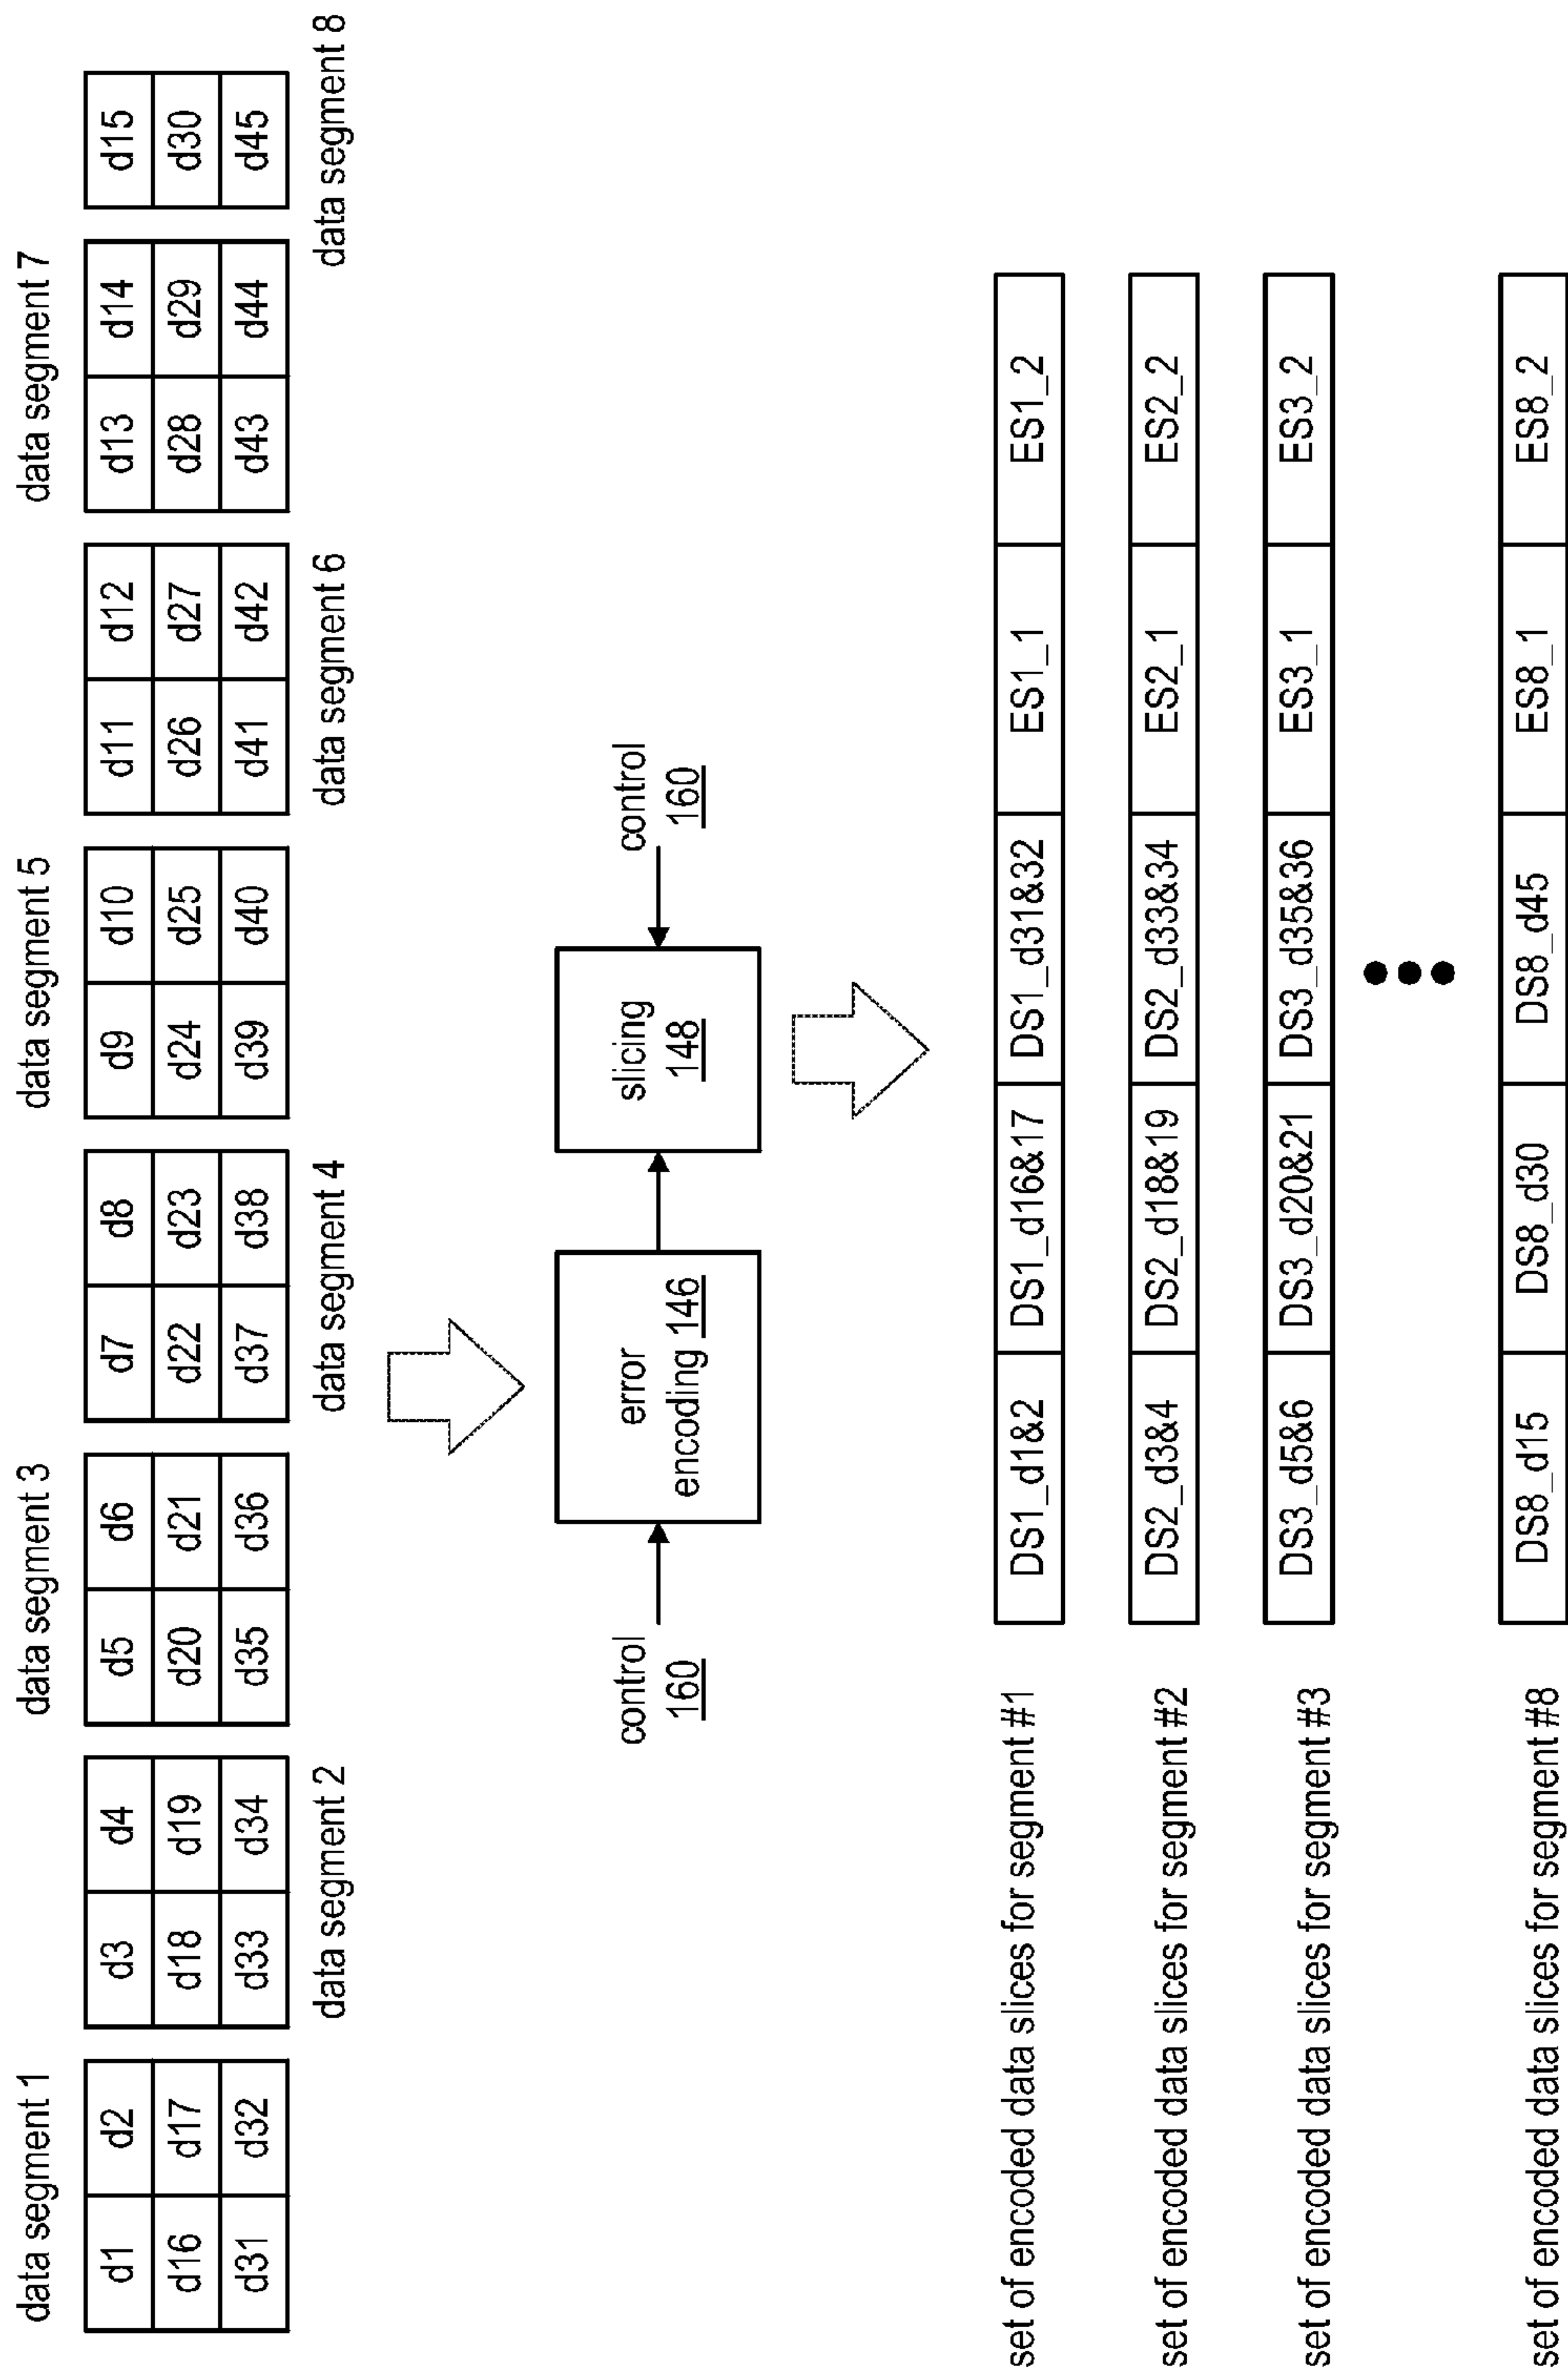 data segment 1
data segment 3
data segment 5
data segment 7
d1 d2 d3 d4 d5 d6 d7 d8 d9 d10 d11 d12 d13 d14 d15
d16 d17 d18 d19 d20 d21 d22 d23 d24 d25 d26 d27 d28 d29 d30
d31 d32 d33 d34 d35 d36 d37 d38 d39 d40 d41 d42 d43 d44 d45
data segment 2
data segment 4
data segment 6
data segment 8
control
160
error
encoding 146
slicing
148
control
160
set of encoded data slices for segment #1 DS1_d1&2 DS1_d16&17 DS1_d31&32 ES1_1 ES1_2
set of encoded data slices for segment #2 DS2_d3&4 DS2_d18&19 DS2_d33&34 ES2_1 ES2_2
set of encoded data slices for segment #3 DS3_d5&6 DS3_d20&21 DS3_d35&36 ES3_1 ES3_2
set of encoded data slices for segment #8 DS8_d15 DS8_d30 DS8_d45 ES8_1 ES8_2